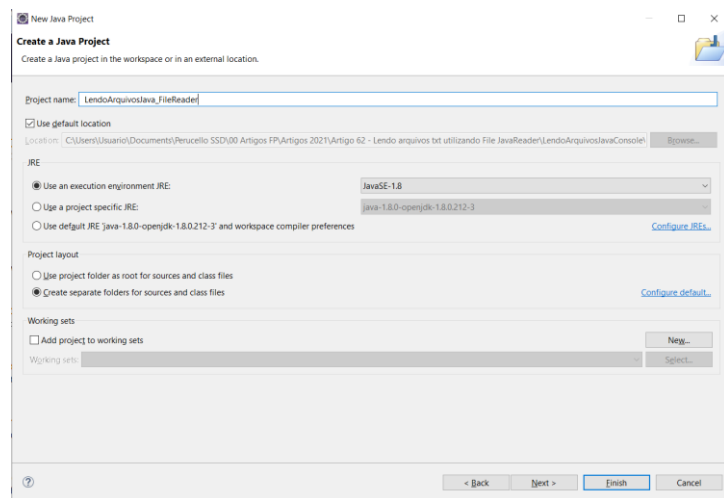 New Java Project
Create a Java Project
Create a Java project in the workspace or in an external location.
Project name: LendoArquivosJava_FileReader
Use default location
Location: C:\Users\Usuario\Documents\Perucello SSD\00 Artigos FP\Artigos 2021\Artigo 62 - Lendo arquivos txt utilizando File JavaReader\LendoArquivosJavaConsole\ Browse...
JRE
Use an execution environment JRE: JavaSE-1.8
Use a project specific JRE: java-1.8.0-openjdk-1.8.0.212-3
Use default JRE 'java-1.8.0-openjdk-1.8.0.212-3' and workspace compiler preferences Configure JREs...
Project layout
Use project folder as root for sources and class files
Create separate folders for sources and class files Configure default...
Working sets
Add project to working sets New...
Working sets: Select...
? < Back Next > Finish Cancel